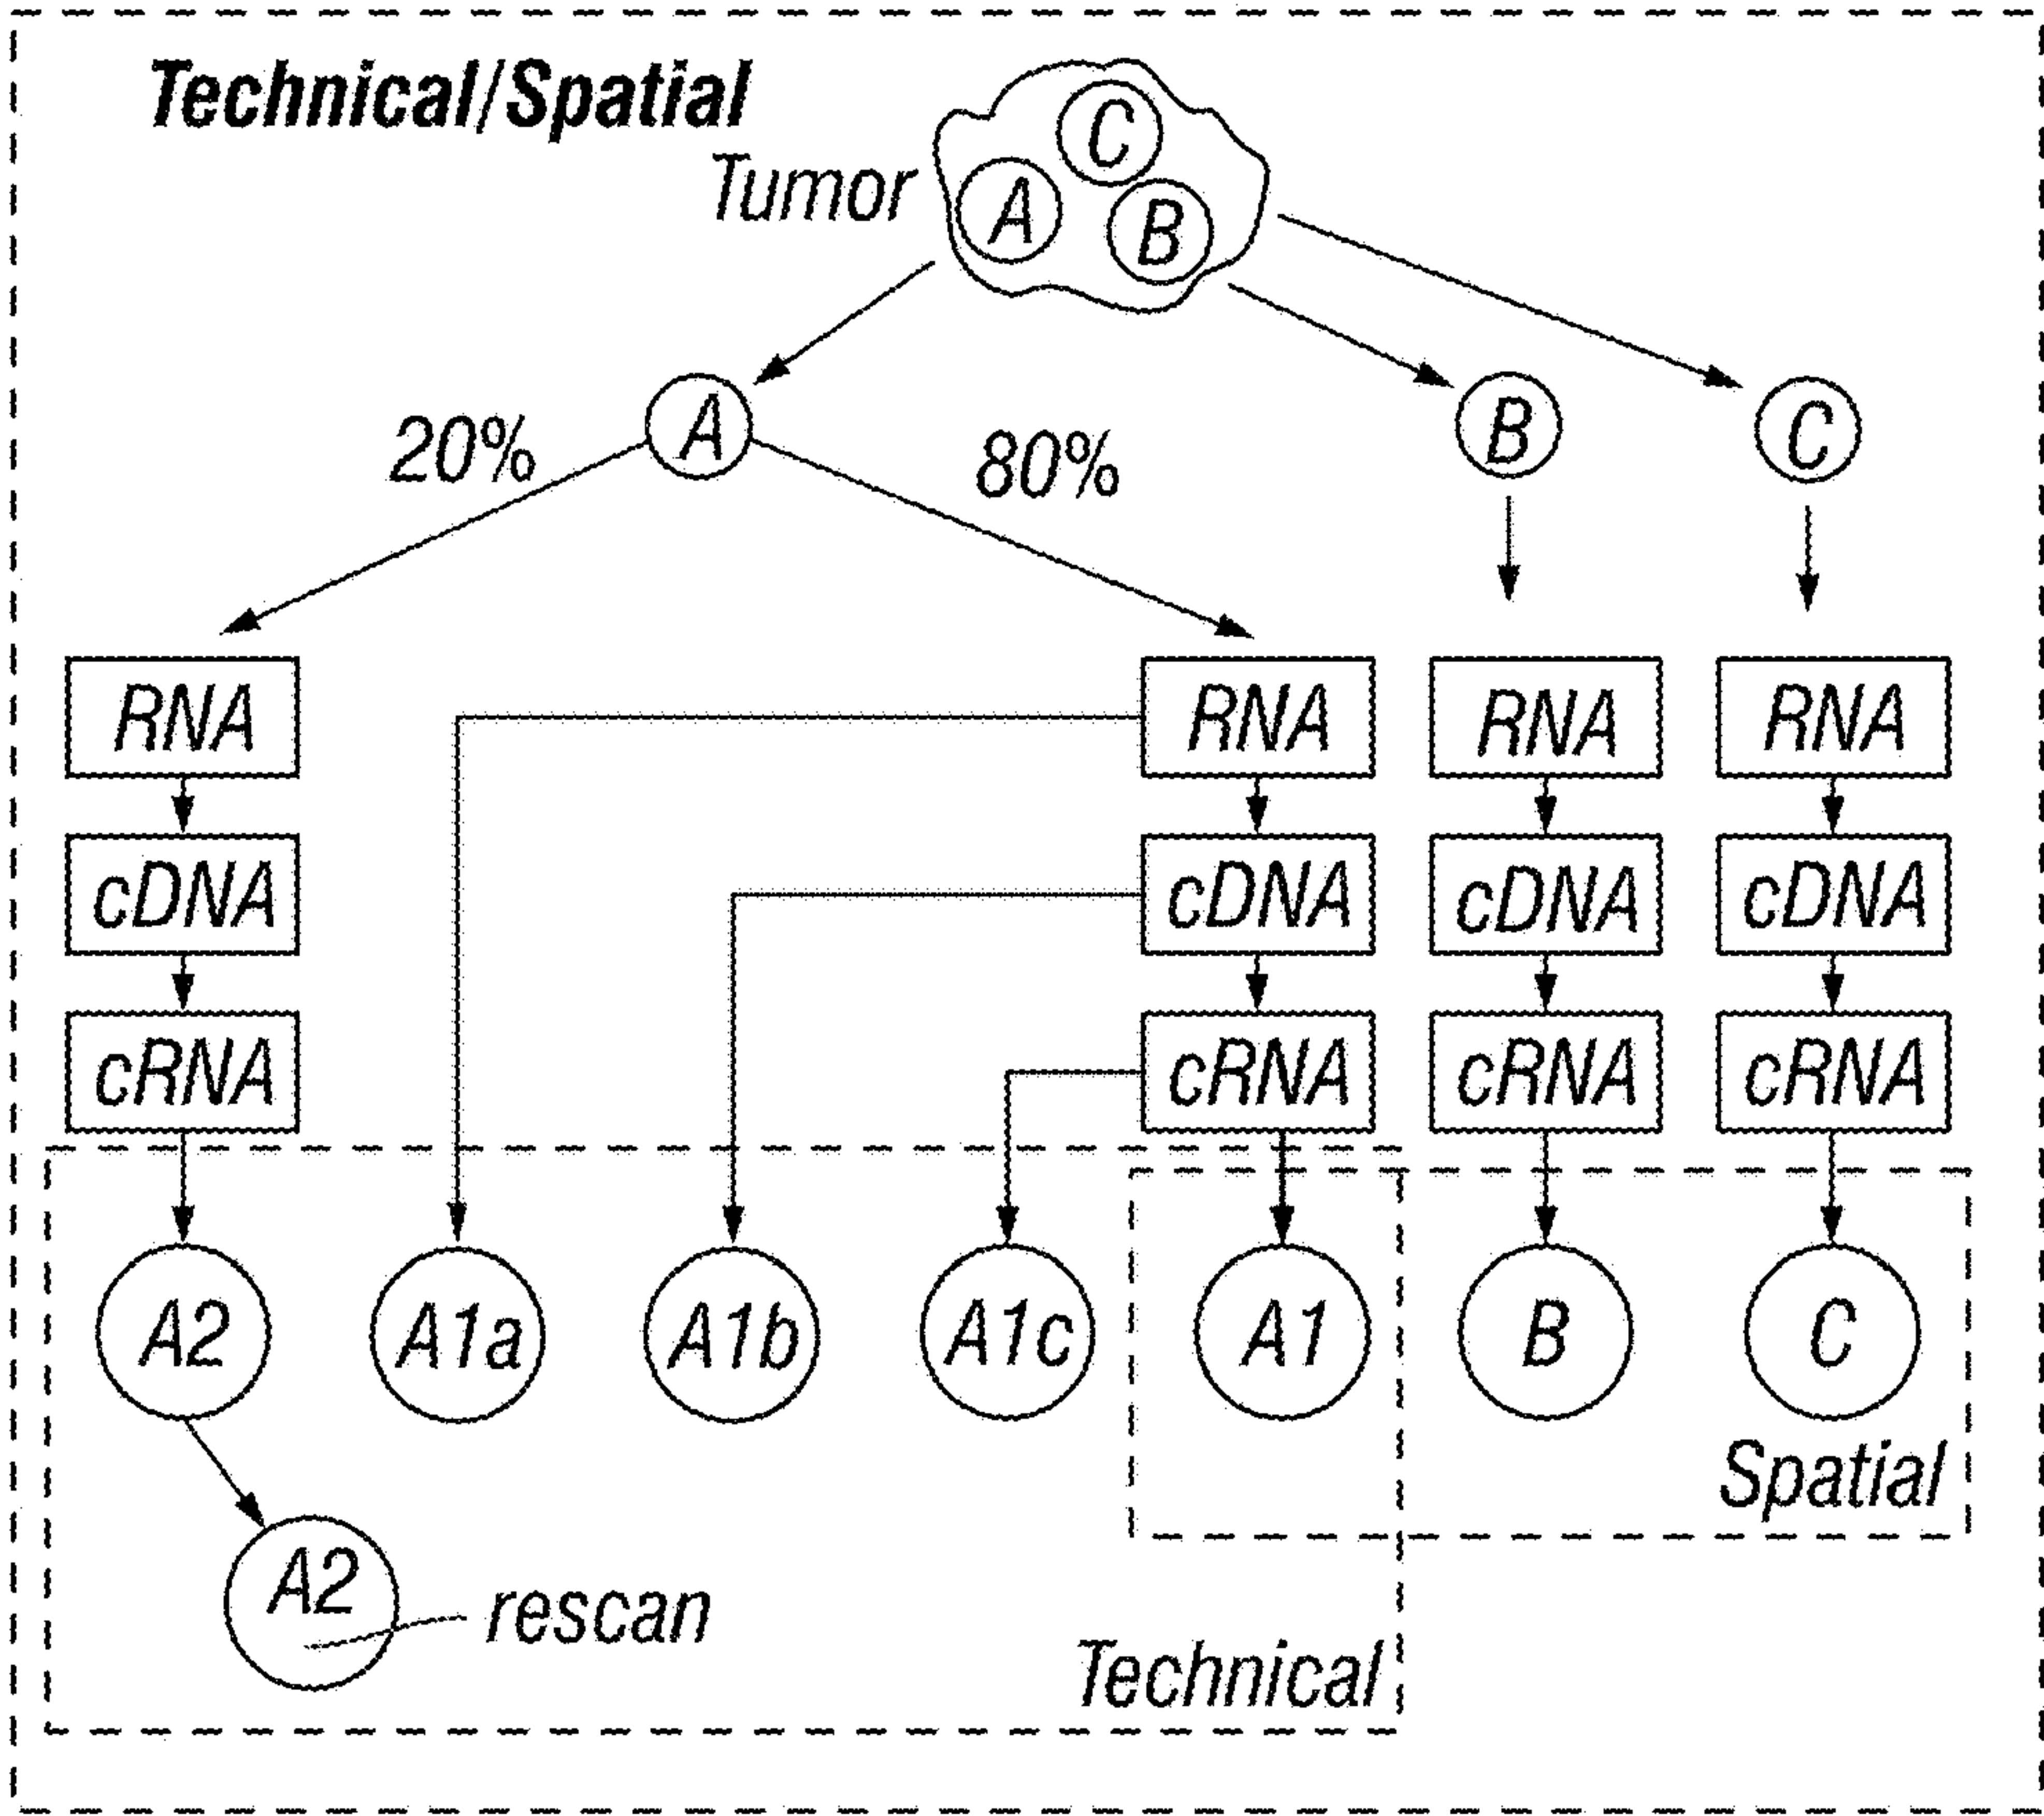 Technical/Spatial
Tumor
C
A
B
A
B
C
20%
80%
RNA
RNA
RNA
RNA
cDNA
cDNA
cDNA
cDNA
cRNA
cRNA
cRNA
cRNA
A2
A1a
A1b
A1c
A1
B
C
Spatial
A2
rescan
Technical